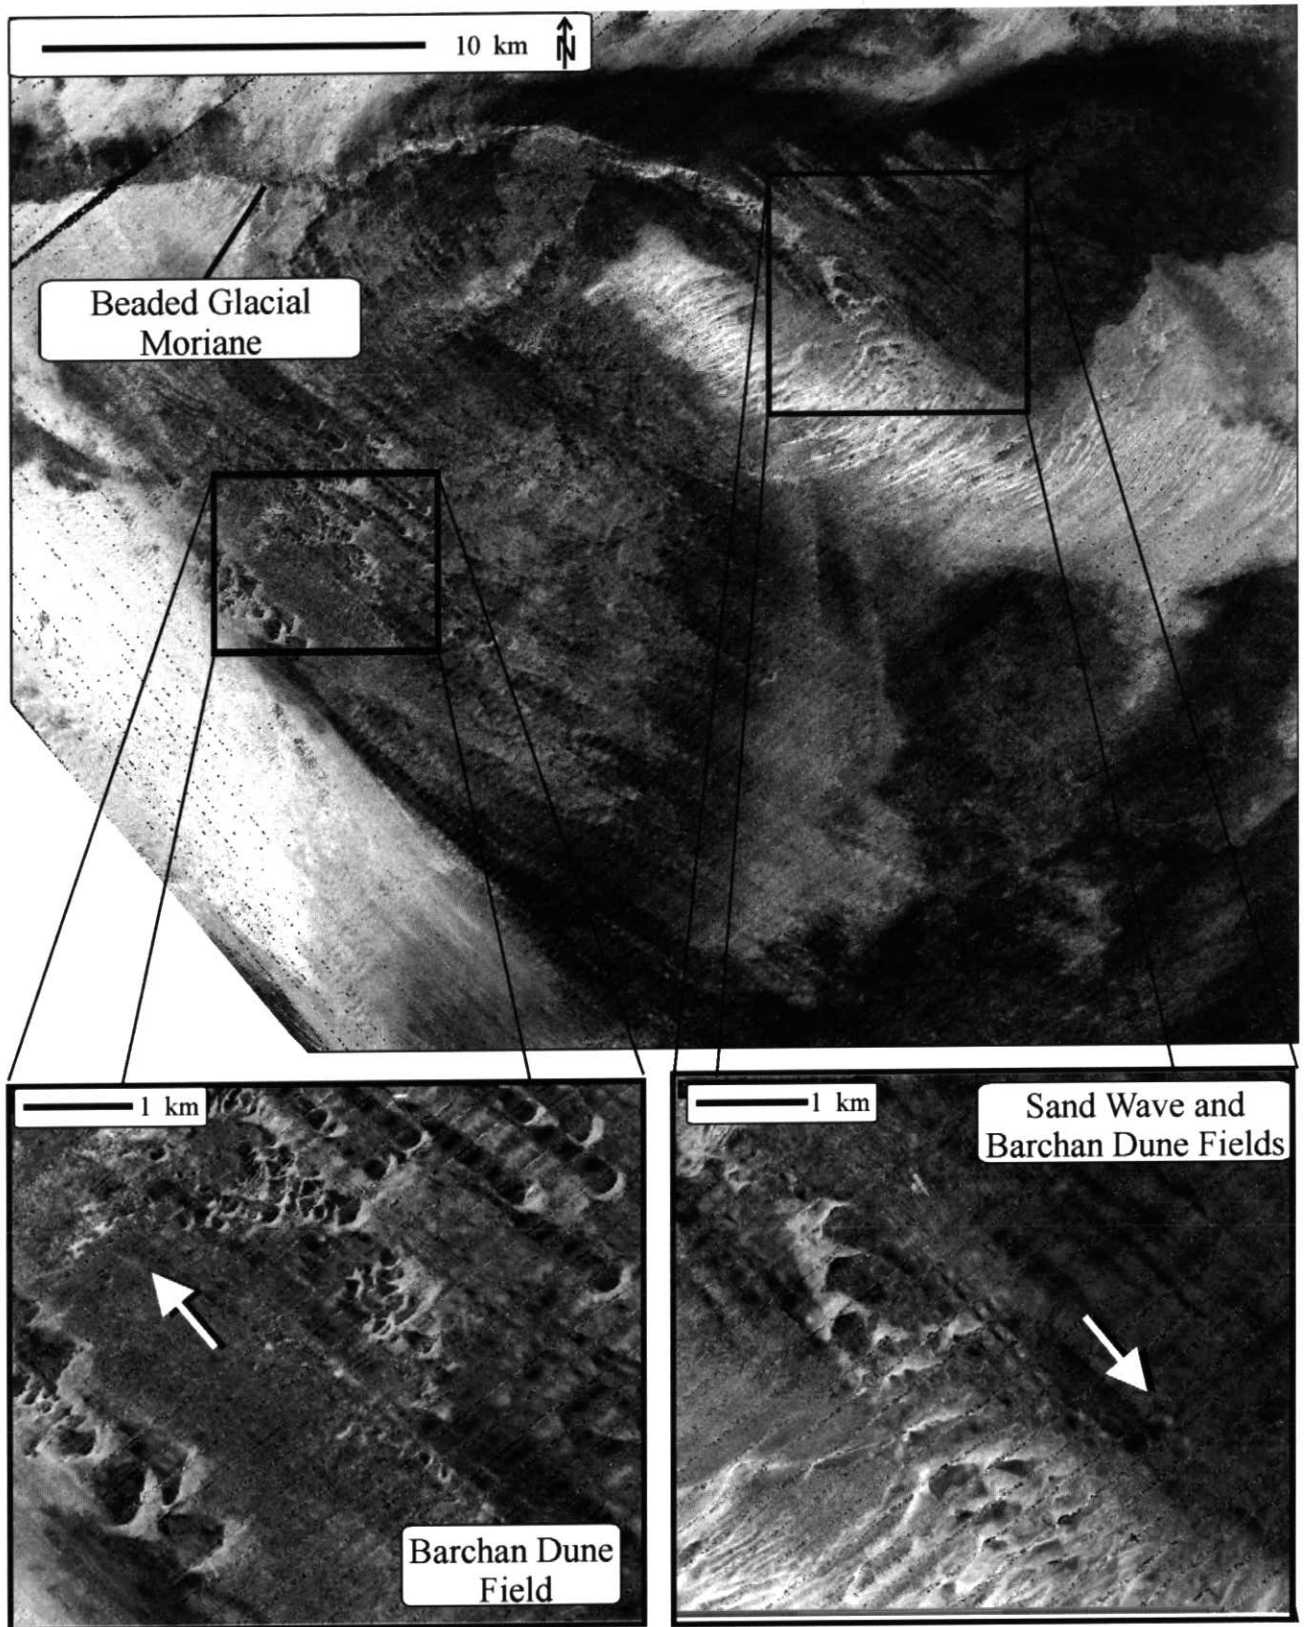 10 km
N
Beaded Glacial
Moriane
1 km
Barchan Dune
Field
1 km
Sand Wave and
Barchan Dune Fields